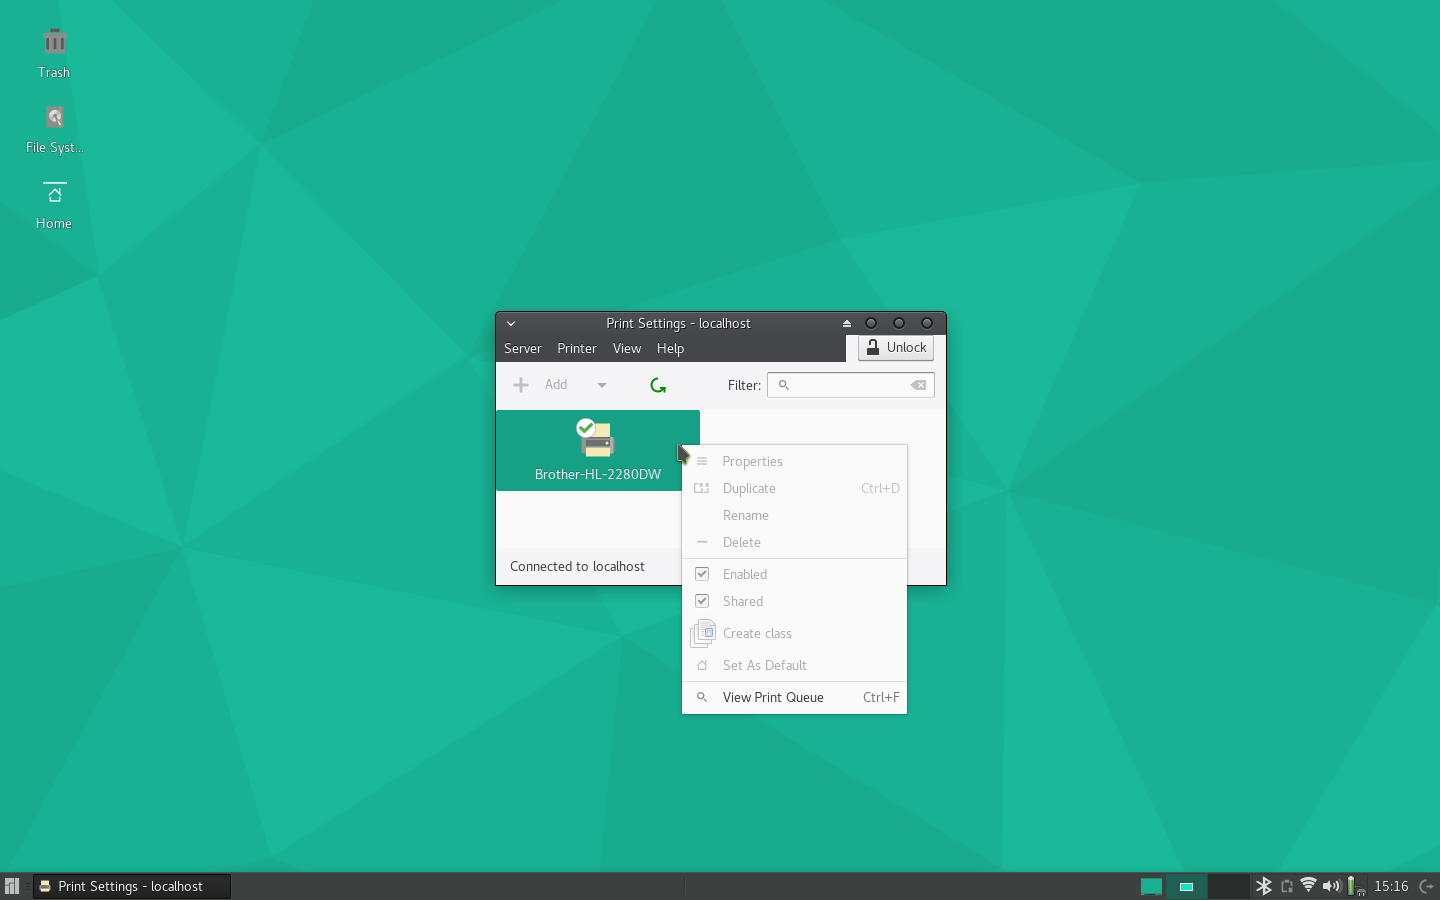 Trash
File Syst...
Home
Print Settings - localhost
Server Printer View Help
Unlock
Add
Filter:
Brother-HL-2280DW
Properties
Duplicate Ctrl+D
Rename
Delete
Connected to localhost
Enabled
Shared
Create class
Set As Default
View Print Queue Ctrl+F
Print Settings - localhost
15:16